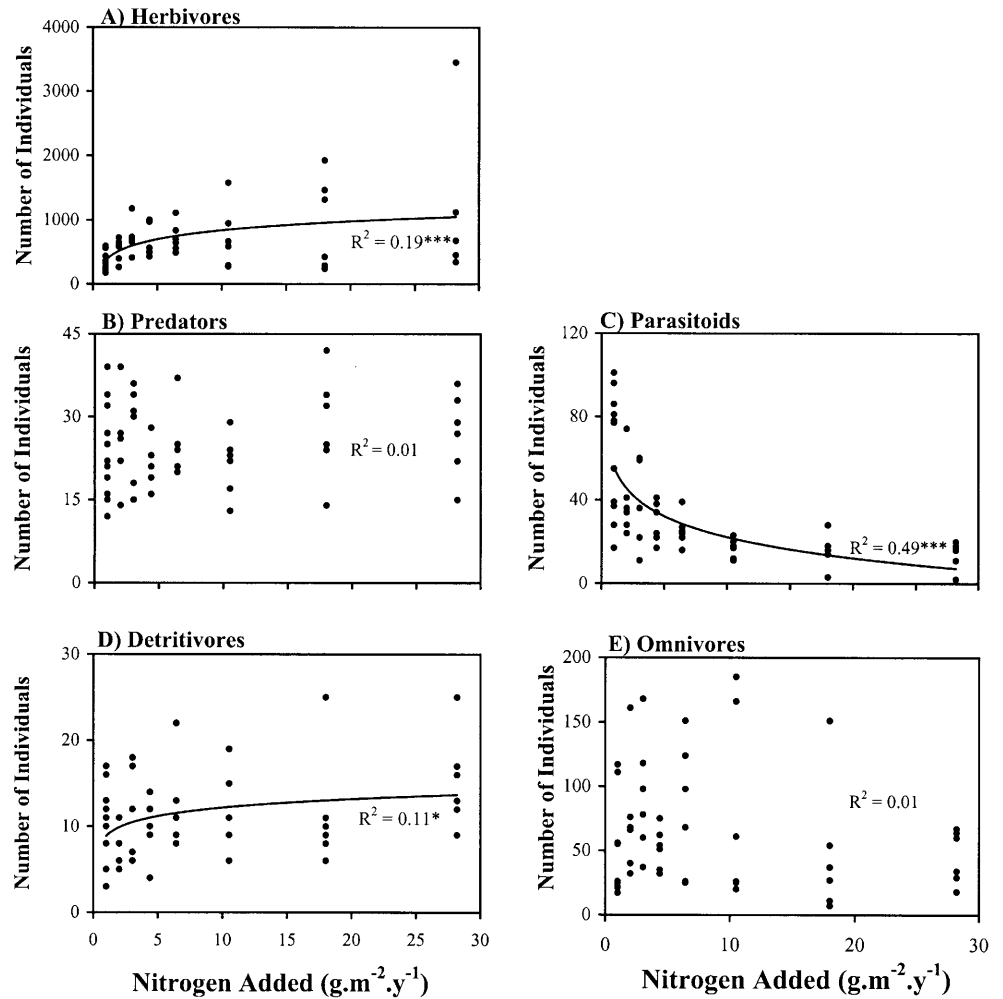 A) Herbivores
4000
3000
2000
1000
0
Number of Individuals
R² = 0.19***
B) Predators
45
30
15
0
Number of Individuals
R² = 0.01
C) Parasitoids
120
80
40
0
Number of Individuals
R² = 0.49***
D) Detritivores
30
20
10
0
Number of Individuals
R² = 0.11*
0 5 10 15 20 25 30
Nitrogen Added (g.m⁻².y⁻¹)
E) Omnivores
200
150
100
50
0
Number of Individuals
R² = 0.01
0 10 20 30
Nitrogen Added (g.m⁻².y⁻¹)